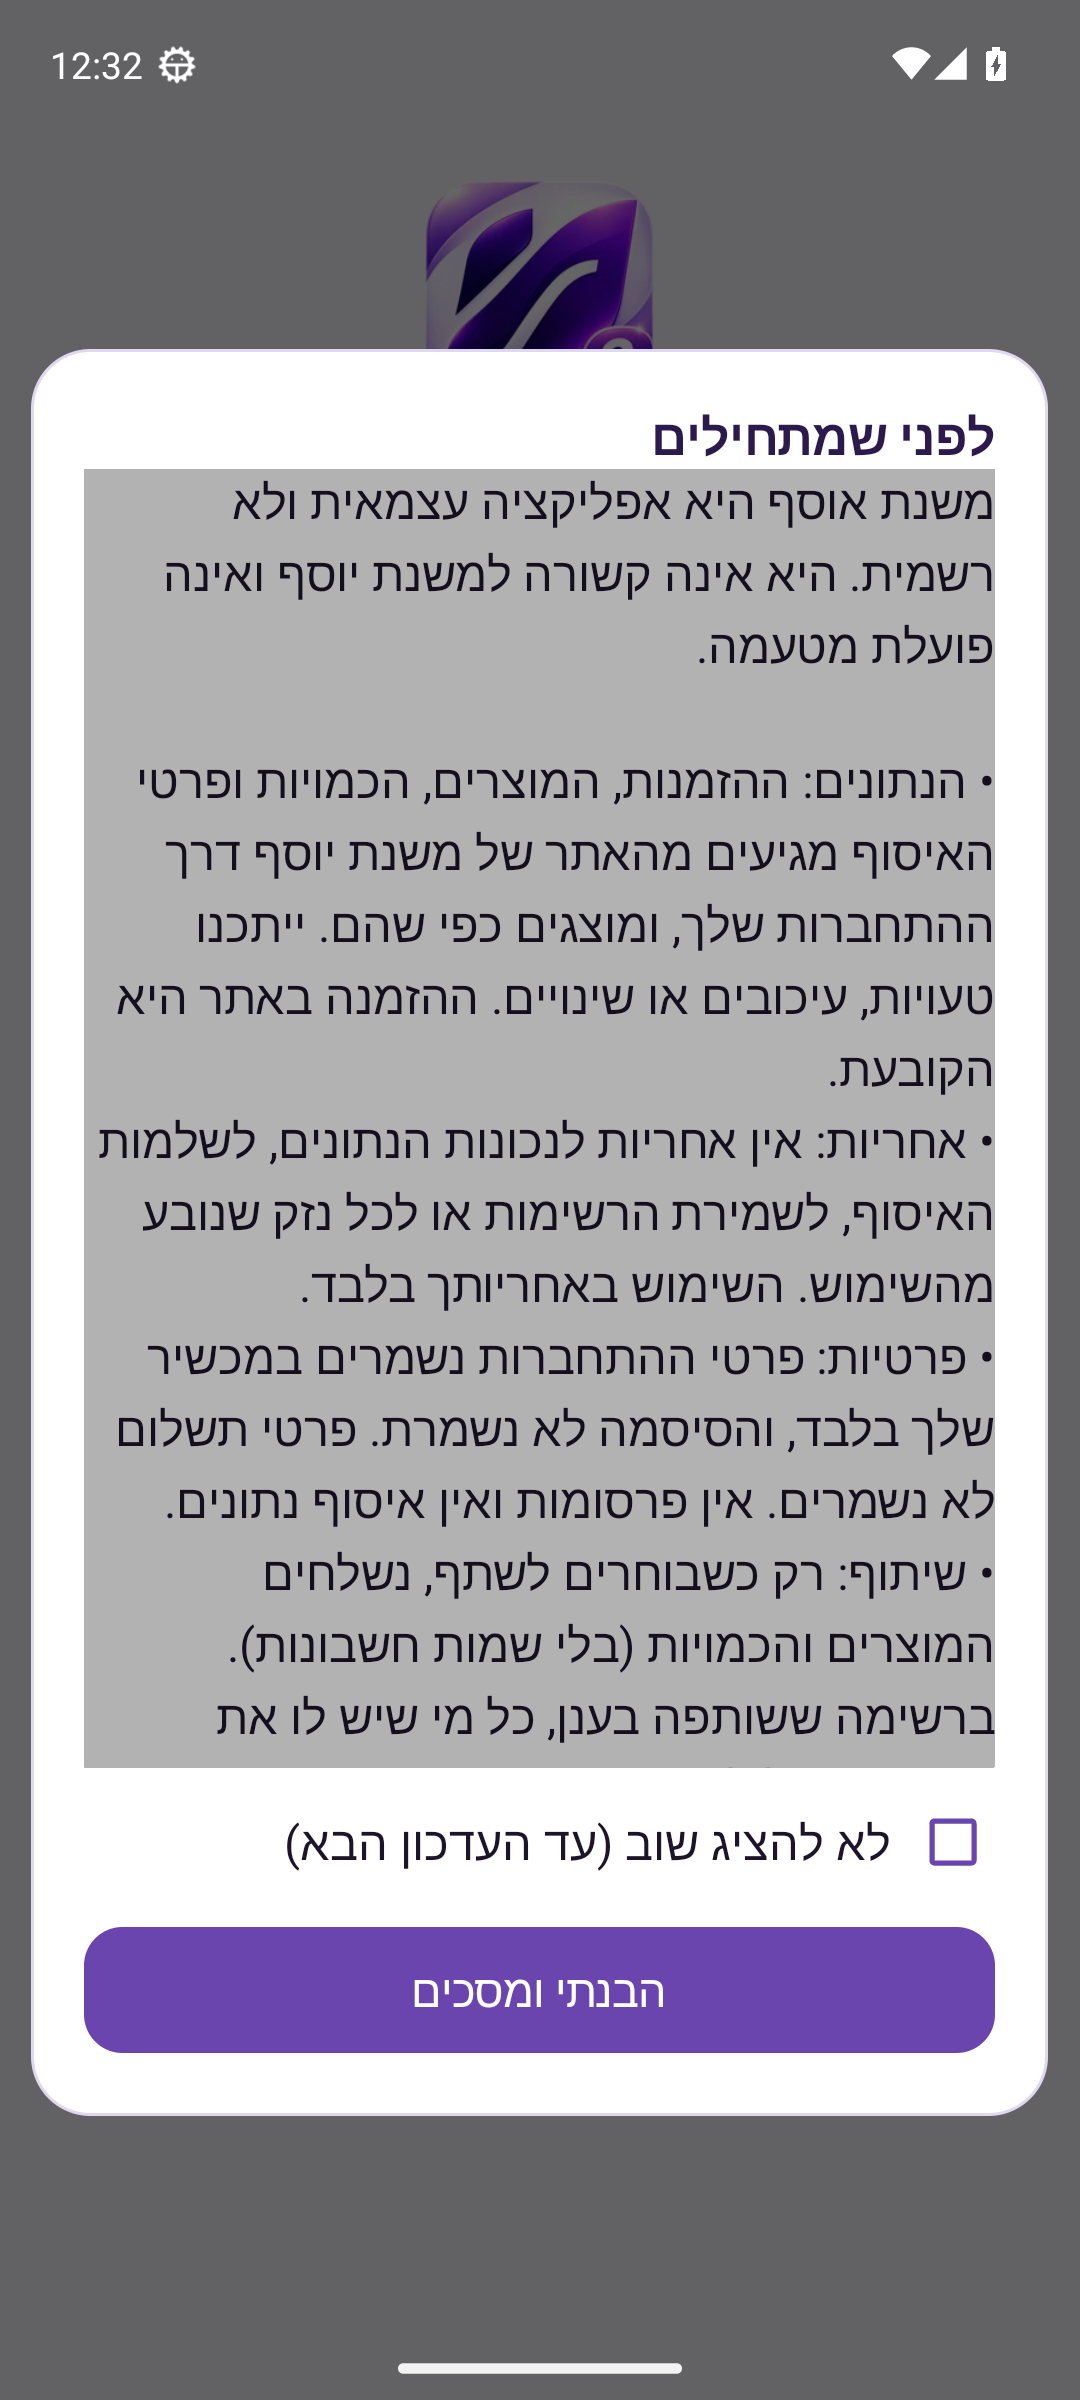 12:32
לפני שמתחילים
משנת אוסף היא אפליקציה עצמאית ולא
רשמית. היא אינה קשורה למשנת יוסף ואינה
פועלת מטעמה.
• הנתונים: ההזמנות, המוצרים, הכמויות ופרטי
האיסוף מגיעים מהאתר של משנת יוסף דרך
ההתחברות שלך, ומוצגים כפי שהם. ייתכנו
טעויות, עיכובים או שינויים. ההזמנה באתר היא
הקובעת.
• אחריות: אין אחריות לנכונות הנתונים, לשלמות
האיסוף, לשמירת הרשימות או לכל נזק שנובע
מהשימוש. השימוש באחריותך בלבד.
• פרטיות: פרטי ההתחברות נשמרים במכשיר
שלך בלבד, והסיסמה לא נשמרת. פרטי תשלום
לא נשמרים. אין פרסומות ואין איסוף נתונים.
• שיתוף: רק כשבוחרים לשתף, נשלחים
המוצרים והכמויות (בלי שמות חשבונות).
ברשימה ששותפה בענן, כל מי שיש לו את
לא להציג שוב (עד העדכון הבא)
הבנתי ומסכים